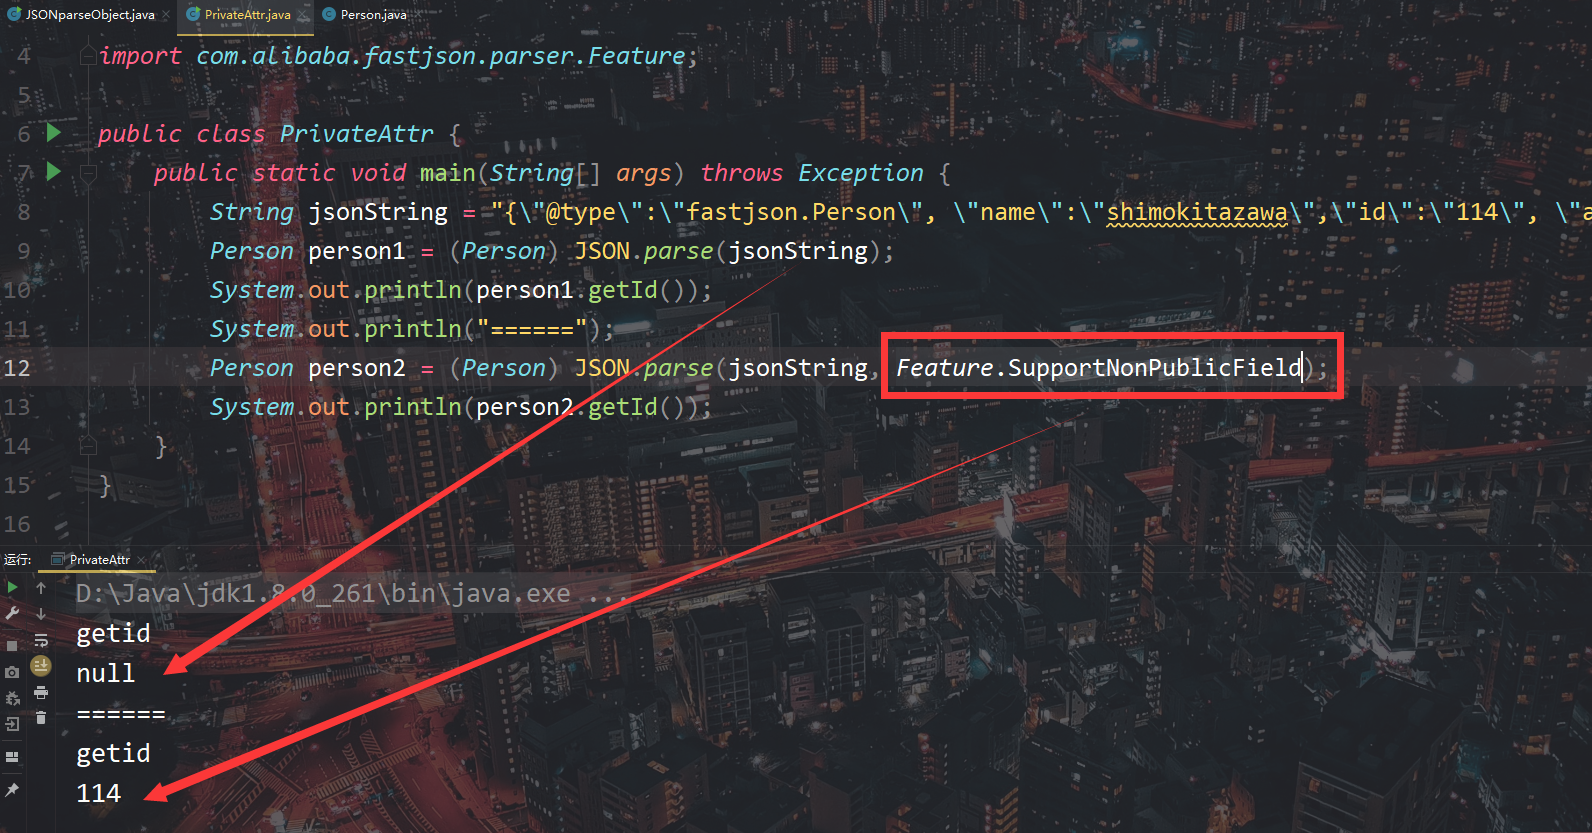 JSONparseObject.java PrivateAttr.java Person.java
4 import com.alibaba.fastjson.parser.Feature;
5
6 public class PrivateAttr {
7 public static void main(String[] args) throws Exception {
8 String jsonString = "{\"@type\":\"fastjson.Person\", \"name\":\"shimokitazawa\",\"id\":\"114\", \"a
9 Person person1 = (Person) JSON.parse(jsonString);
10 System.out.println(person1.getId());
11 System.out.println("======");
12 Person person2 = (Person) JSON.parse(jsonString, Feature.SupportNonPublicField);
13 System.out.println(person2.getId());
14 }
15 }
16
运行: PrivateAttr
D:\Java\jdk1.8.0_261\bin\java.exe ...
getid
null
======
getid
114